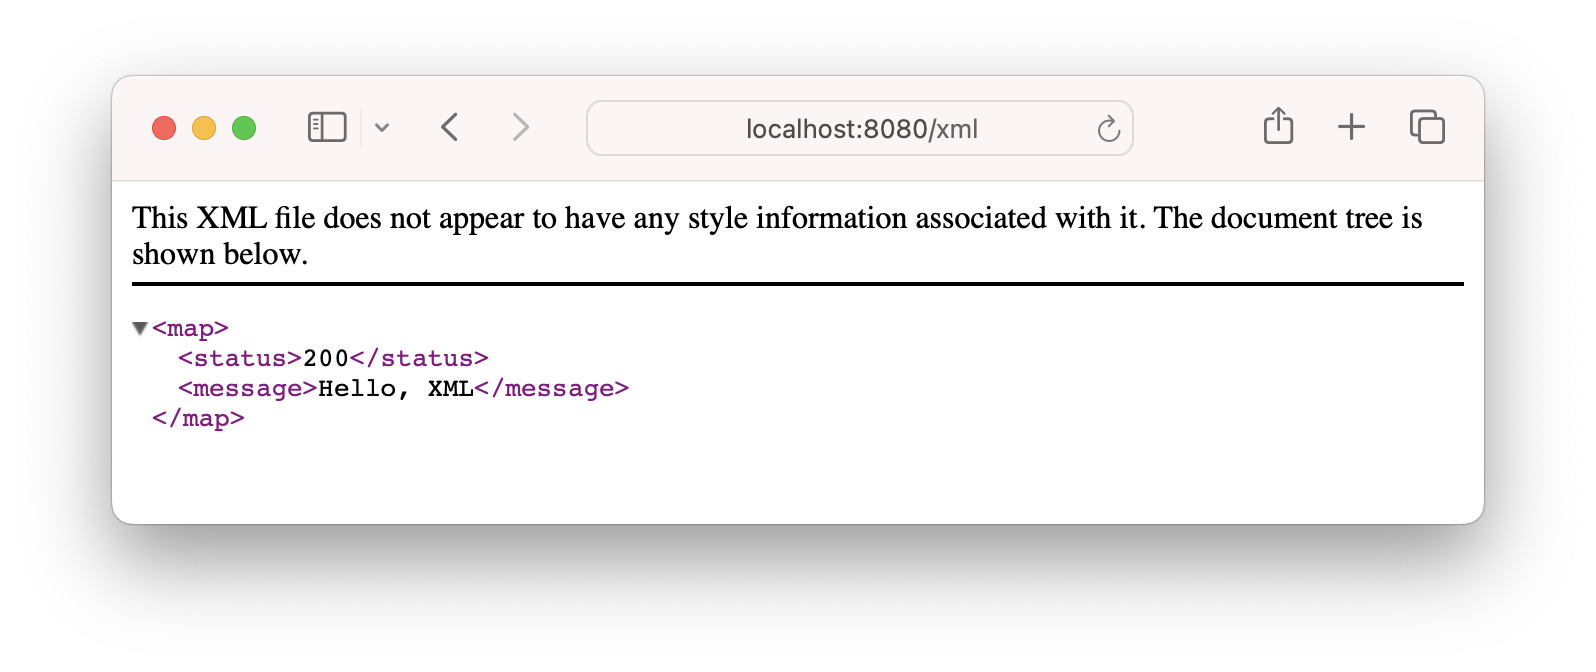 localhost:8080/xml
This XML file does not appear to have any style information associated with it. The document tree is
shown below.
<map>
<status>200</status>
<message>Hello, XML</message>
</map>